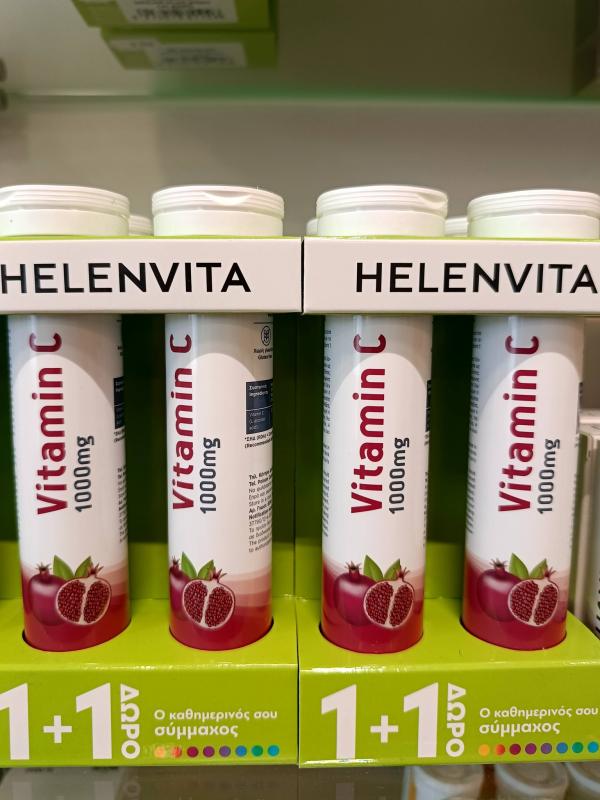 HELENVITA
HELENVITA
Vitamin C
1000mg
Vitamin C
1000mg
Vitamin C
1000mg
Vitamin C
1000mg
1+1
ΔΩΡΟ
Ο καθημερινός σου
σύμμαχος
1+1
ΔΩΡΟ
Ο καθημερινός σου
σύμμαχος